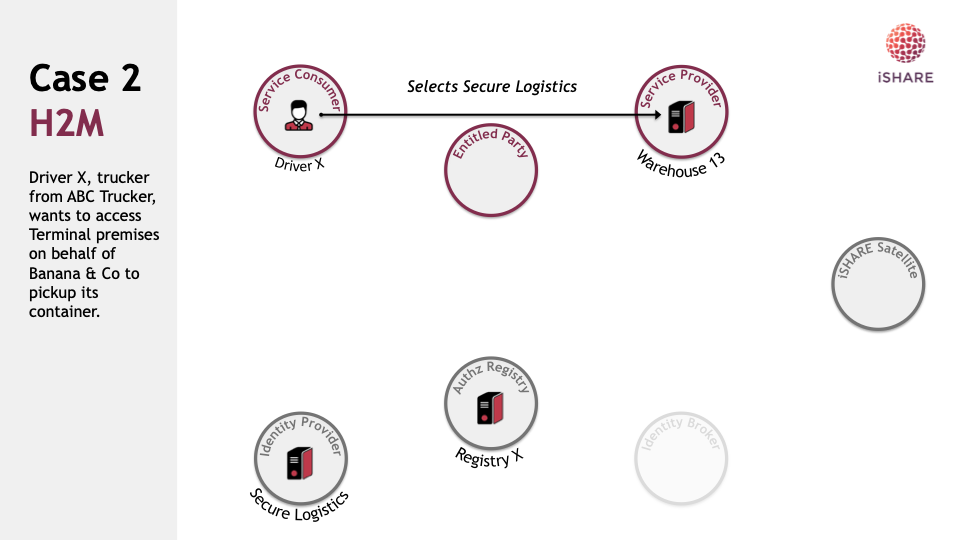 Case 2
H2M
Driver X, trucker
from ABC Trucker,
wants to access
Terminal premises
on behalf of
Banana & Co to
pickup its
container.
iSHARE
Service Consumer
Driver X
Selects Secure Logistics
Service Provider
Warehouse 13
Entitled Party
iSHARE Satellite
Authz Registry
Registry X
Identity Provider
Secure Logistics
Identity Broker